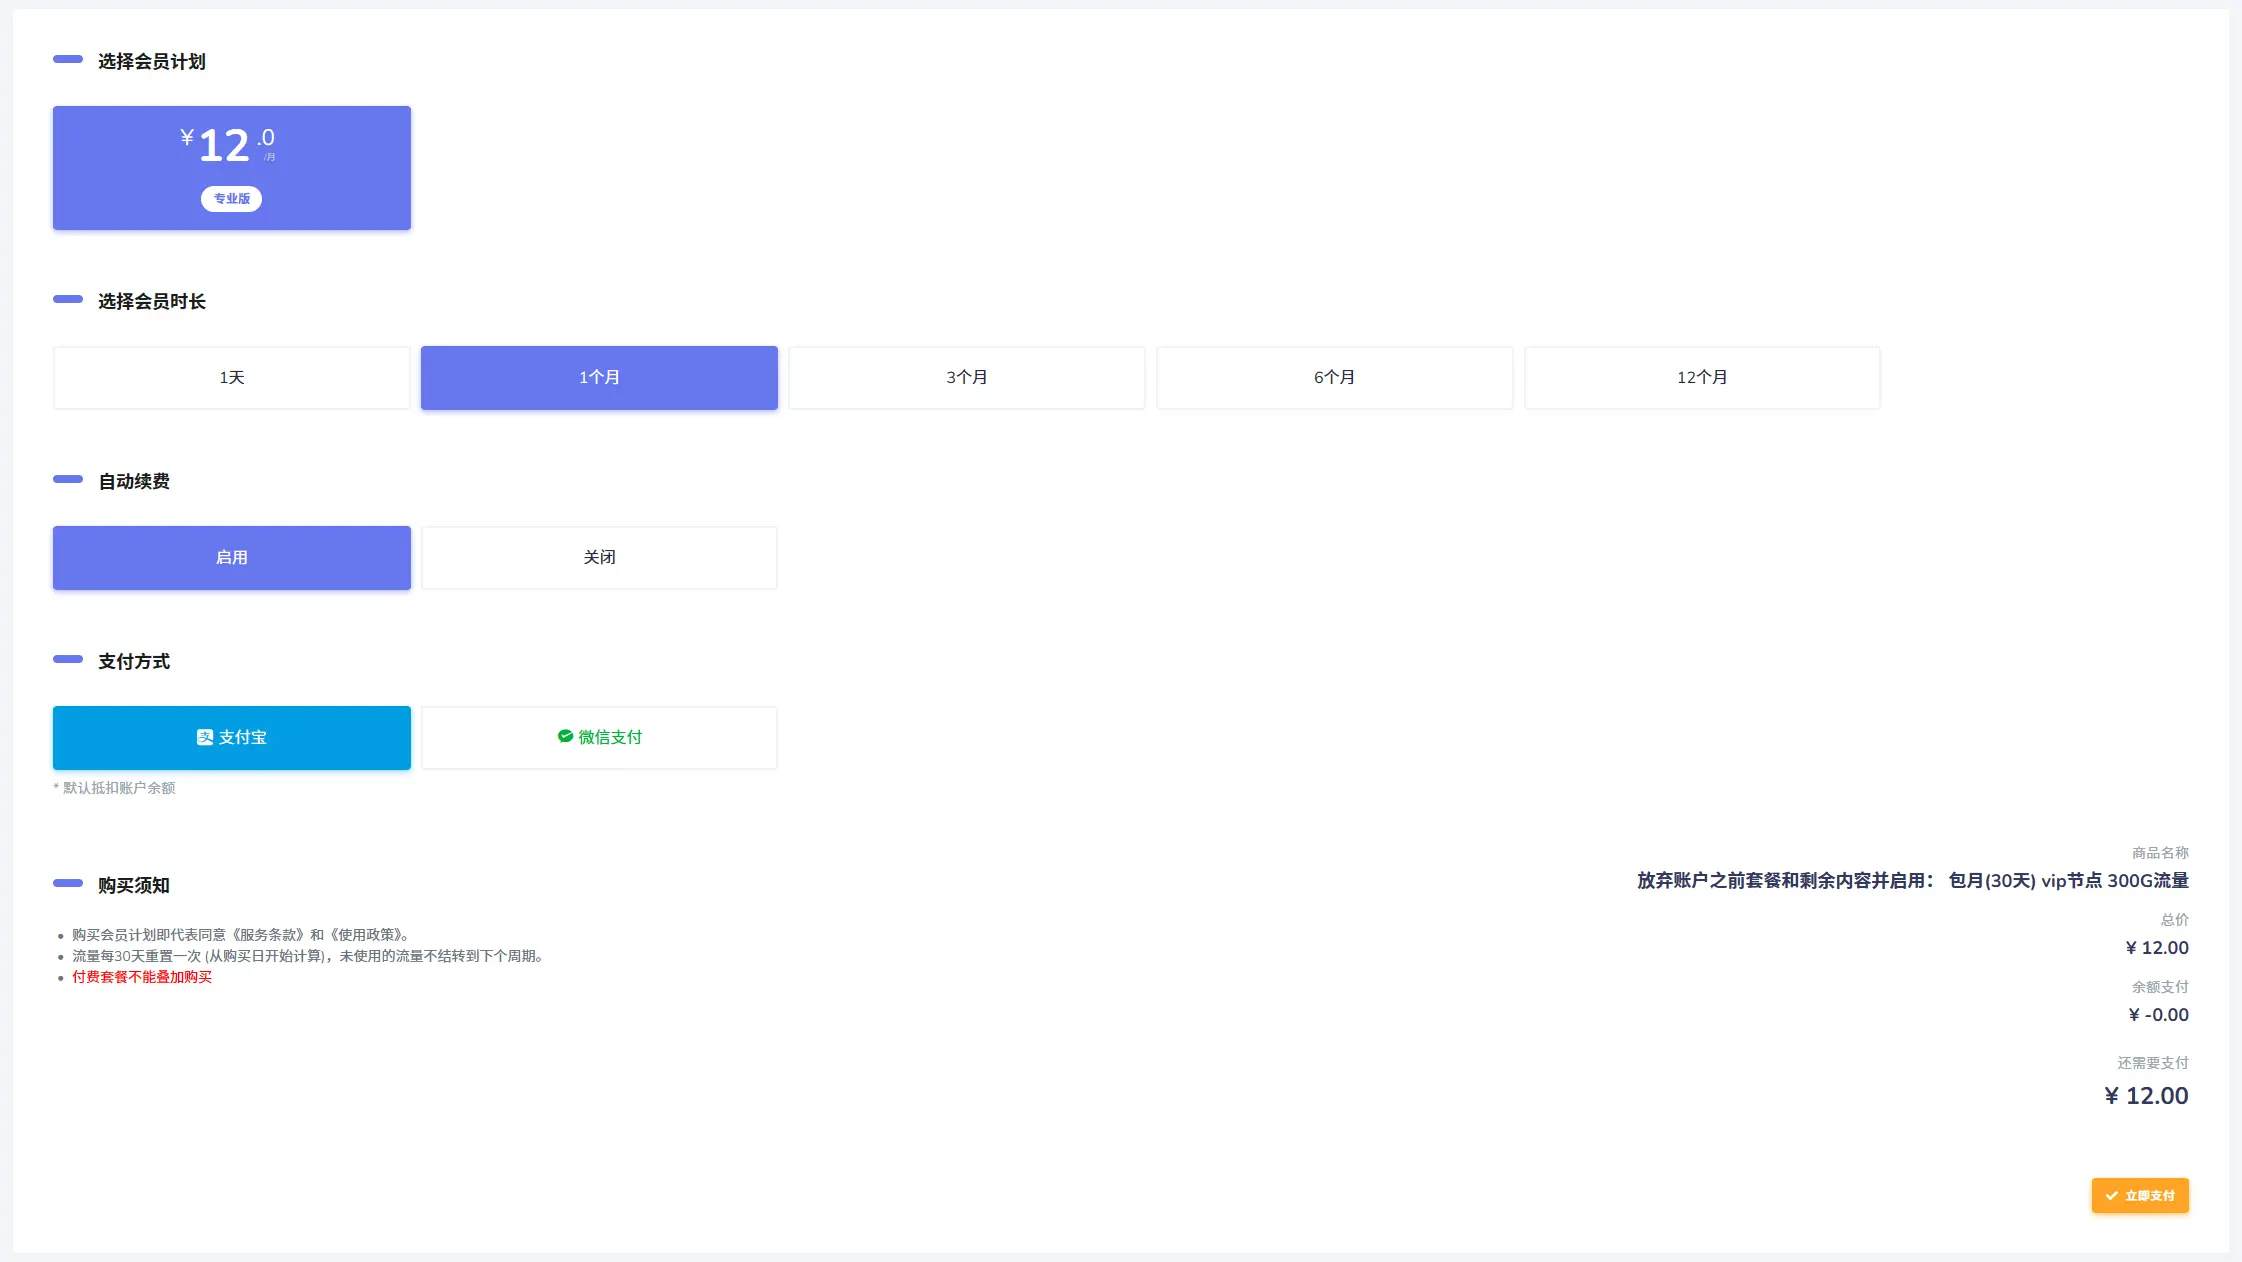 选择会员计划
¥12.0
/月
专业版
选择会员时长
1天
1个月
3个月
6个月
12个月
自动续费
启用
关闭
支付方式
支 支付宝
微信支付
* 默认抵扣账户余额
购买须知
购买会员计划即代表同意《服务条款》和《使用政策》。
流量每30天重置一次 (从购买日开始计算)，未使用的流量不结转到下个周期。
付费套餐不能叠加购买
商品名称
放弃账户之前套餐和剩余内容并启用： 包月(30天) vip节点 300G流量
总价
¥ 12.00
余额支付
¥ -0.00
还需要支付
¥ 12.00
立即支付